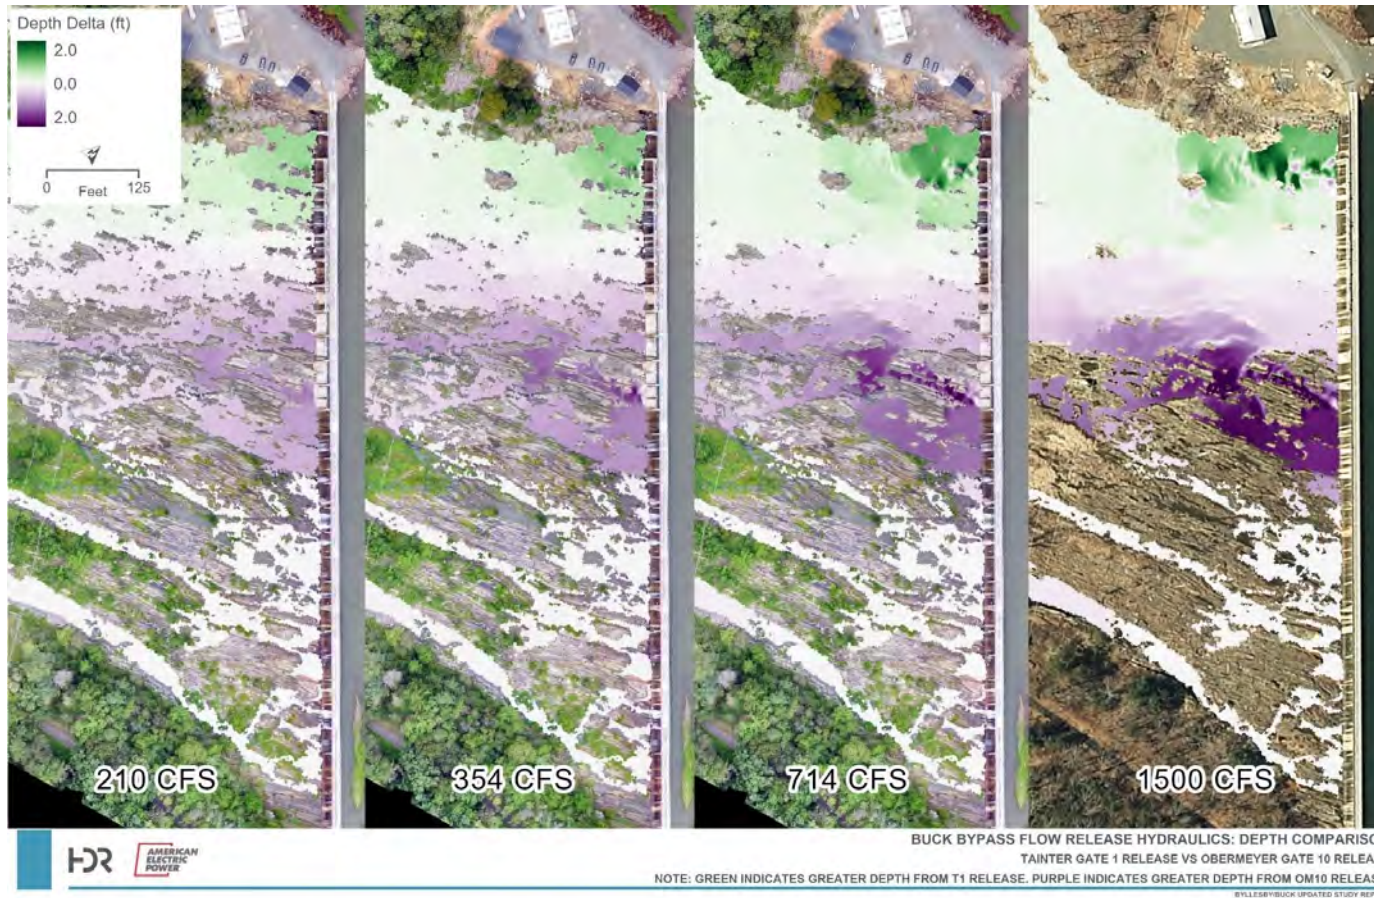 Depth Delta (ft)
2.0
0.0
2.0
0 125
Feet
210 CFS
354 CFS
714 CFS
1500 CFS
HDR
AMERICAN
ELECTRIC
POWER
BUCK BYPASS FLOW RELEASE HYDRAULICS: DEPTH COMPARISO
TAINTER GATE 1 RELEASE VS OBERMEYER GATE 10 RELEA
NOTE: GREEN INDICATES GREATER DEPTH FROM T1 RELEASE. PURPLE INDICATES GREATER DEPTH FROM OM10 RELEAS
BYLLESBY/BUCK UPDATED STUDY REP